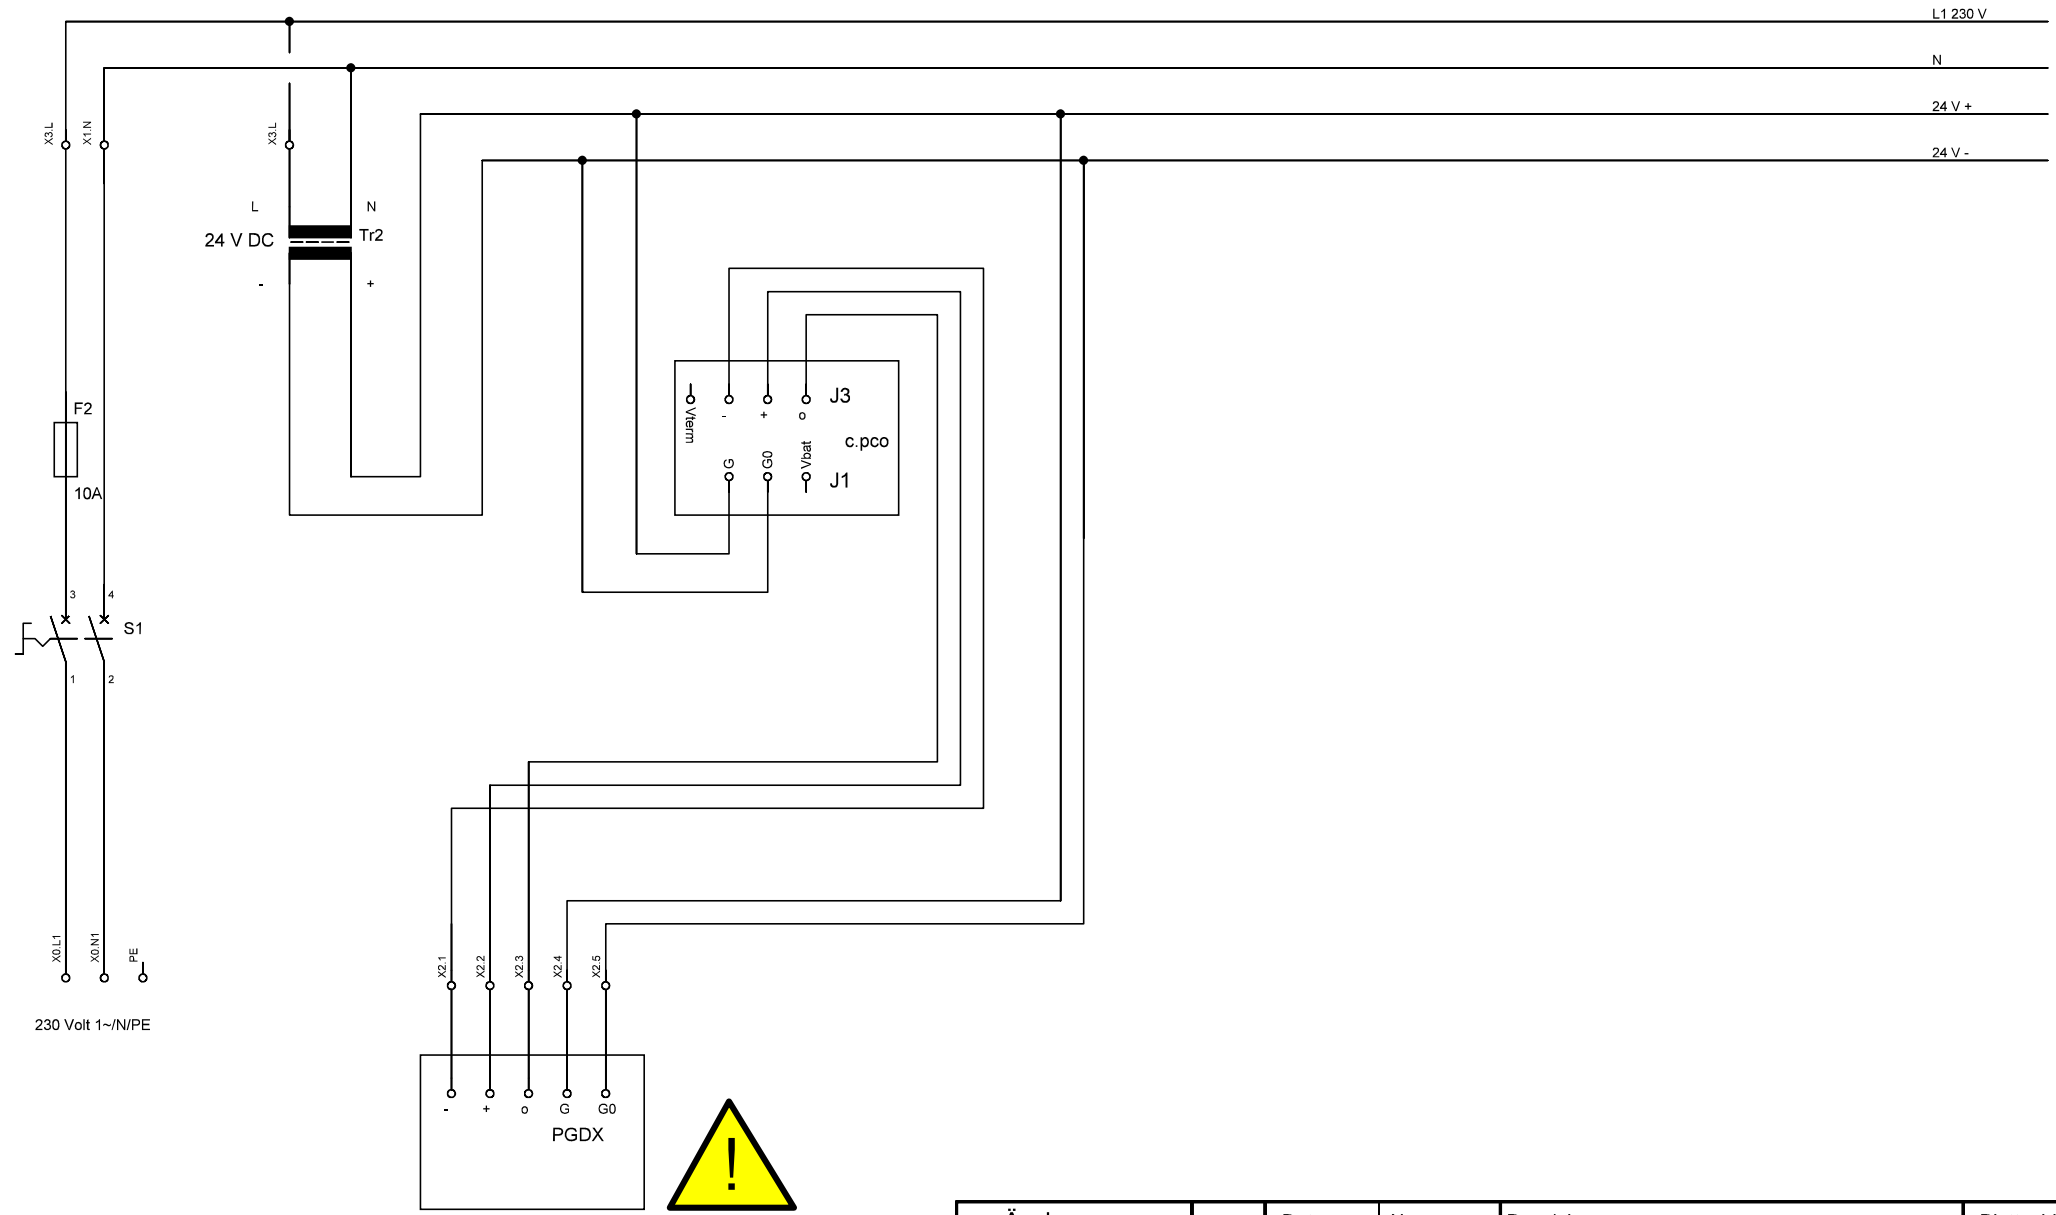 L1 230 V
N
24 V +
24 V -
X3.L
X1.N
X3.L
L
N
24 V DC
Tr2
-
+
F2
10A
J3
-
+
o
Vterm
c.pco
G
G0
Vbat
J1
3
4
S1
1
2
X0.L1
X0.N1
PE
230 Volt 1~/N/PE
X2.1
X2.2
X2.3
X2.4
X2.5
-
+
o
G
G0
PGDX
!